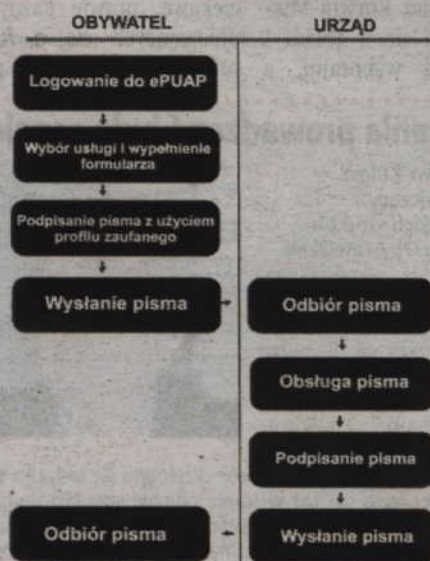 OBYWATEL
URZĄD
Logowanie do ePUAP
Wybór usługi i wypełnienie
formularza
Podpisanie pisma z użyciem
profilu zaufanego
Wysłanie pisma
Odbiór pisma
Obsługa pisma
Podpisanie pisma
Wysłanie pisma
Odbiór pisma